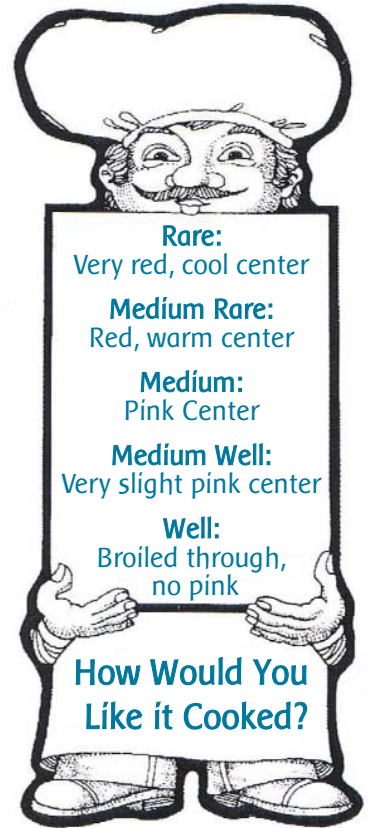 Rare:
Very red, cool center
Medium Rare:
Red, warm center
Medium:
Pink Center
Medium Well:
Very slight pink center
Well:
Broiled through,
no pink
How Would You
Like it Cooked?